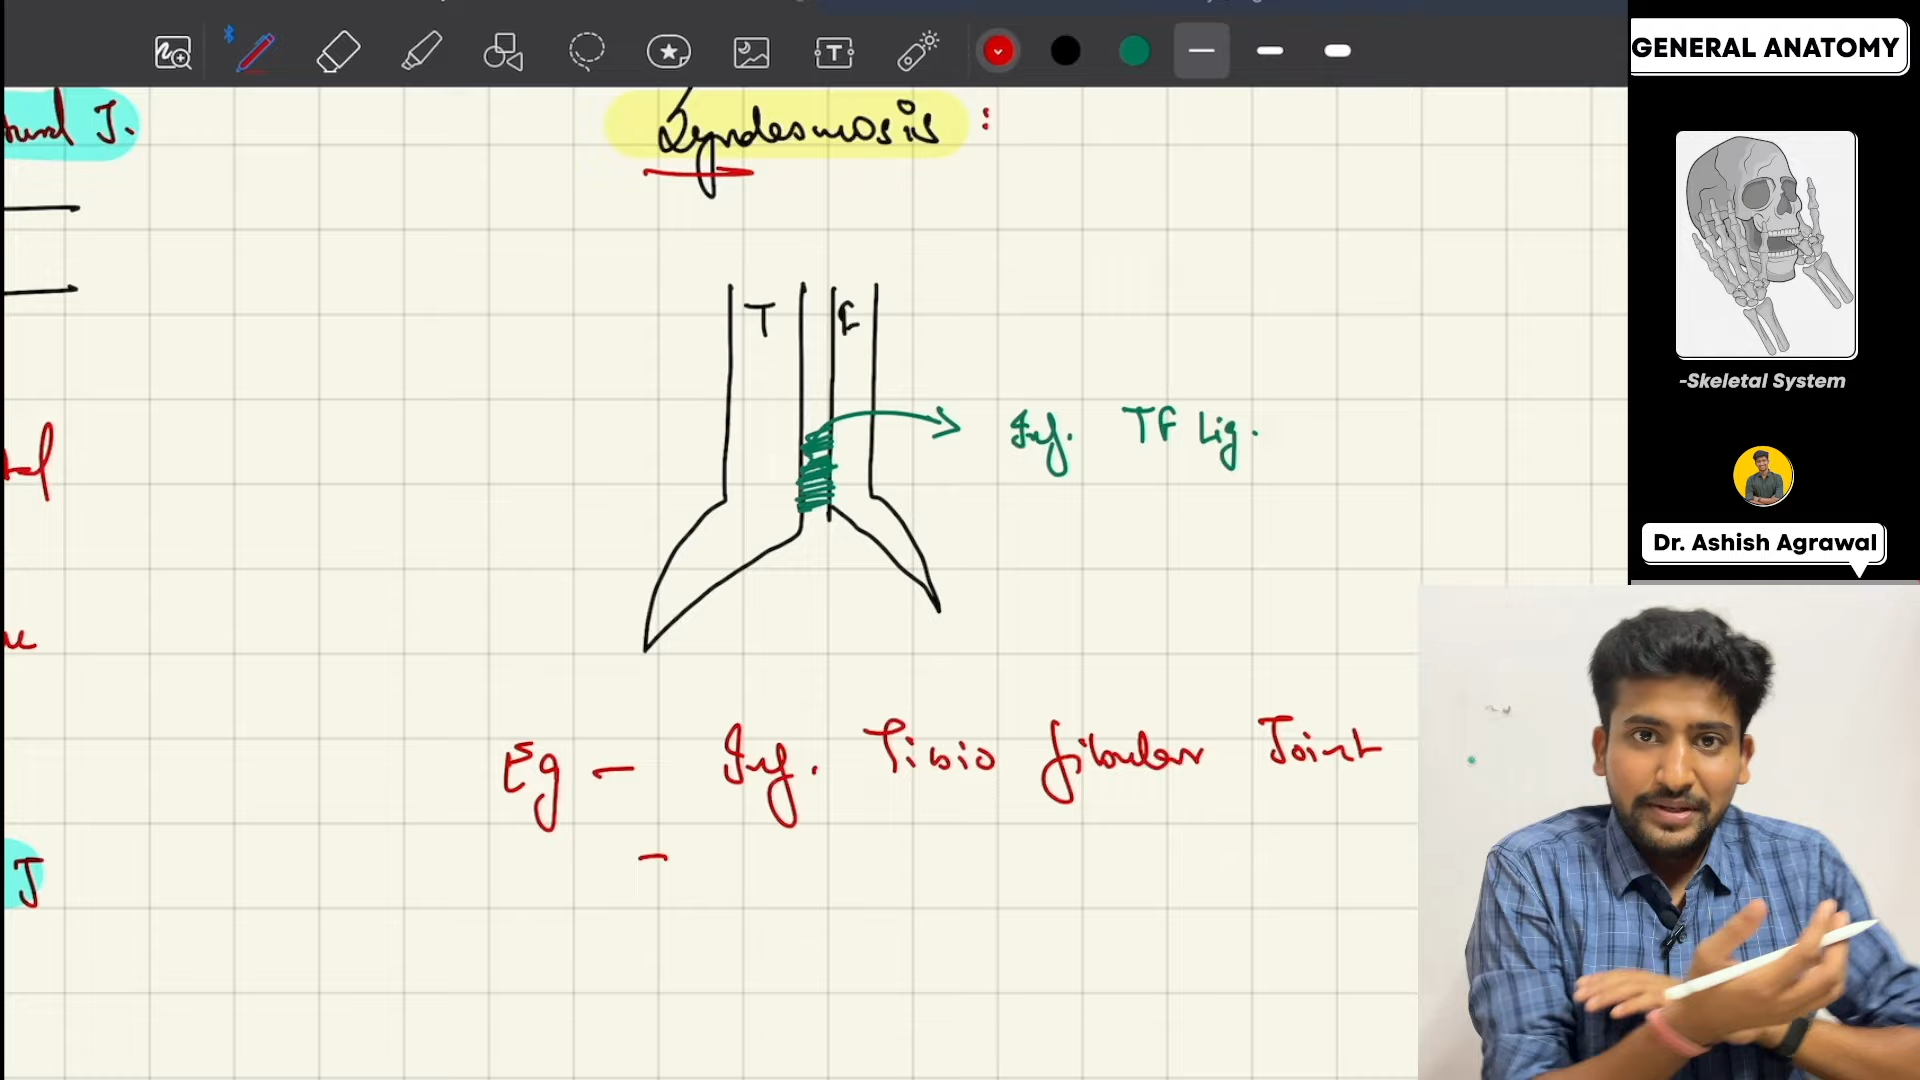 GENERAL ANATOMY
J.
Syndesmosis :
T
F
Inf. TF Lig.
-Skeletal System
Dr. Ashish Agrawal
Eg - Inf. Tibio fibular Joint
-
J